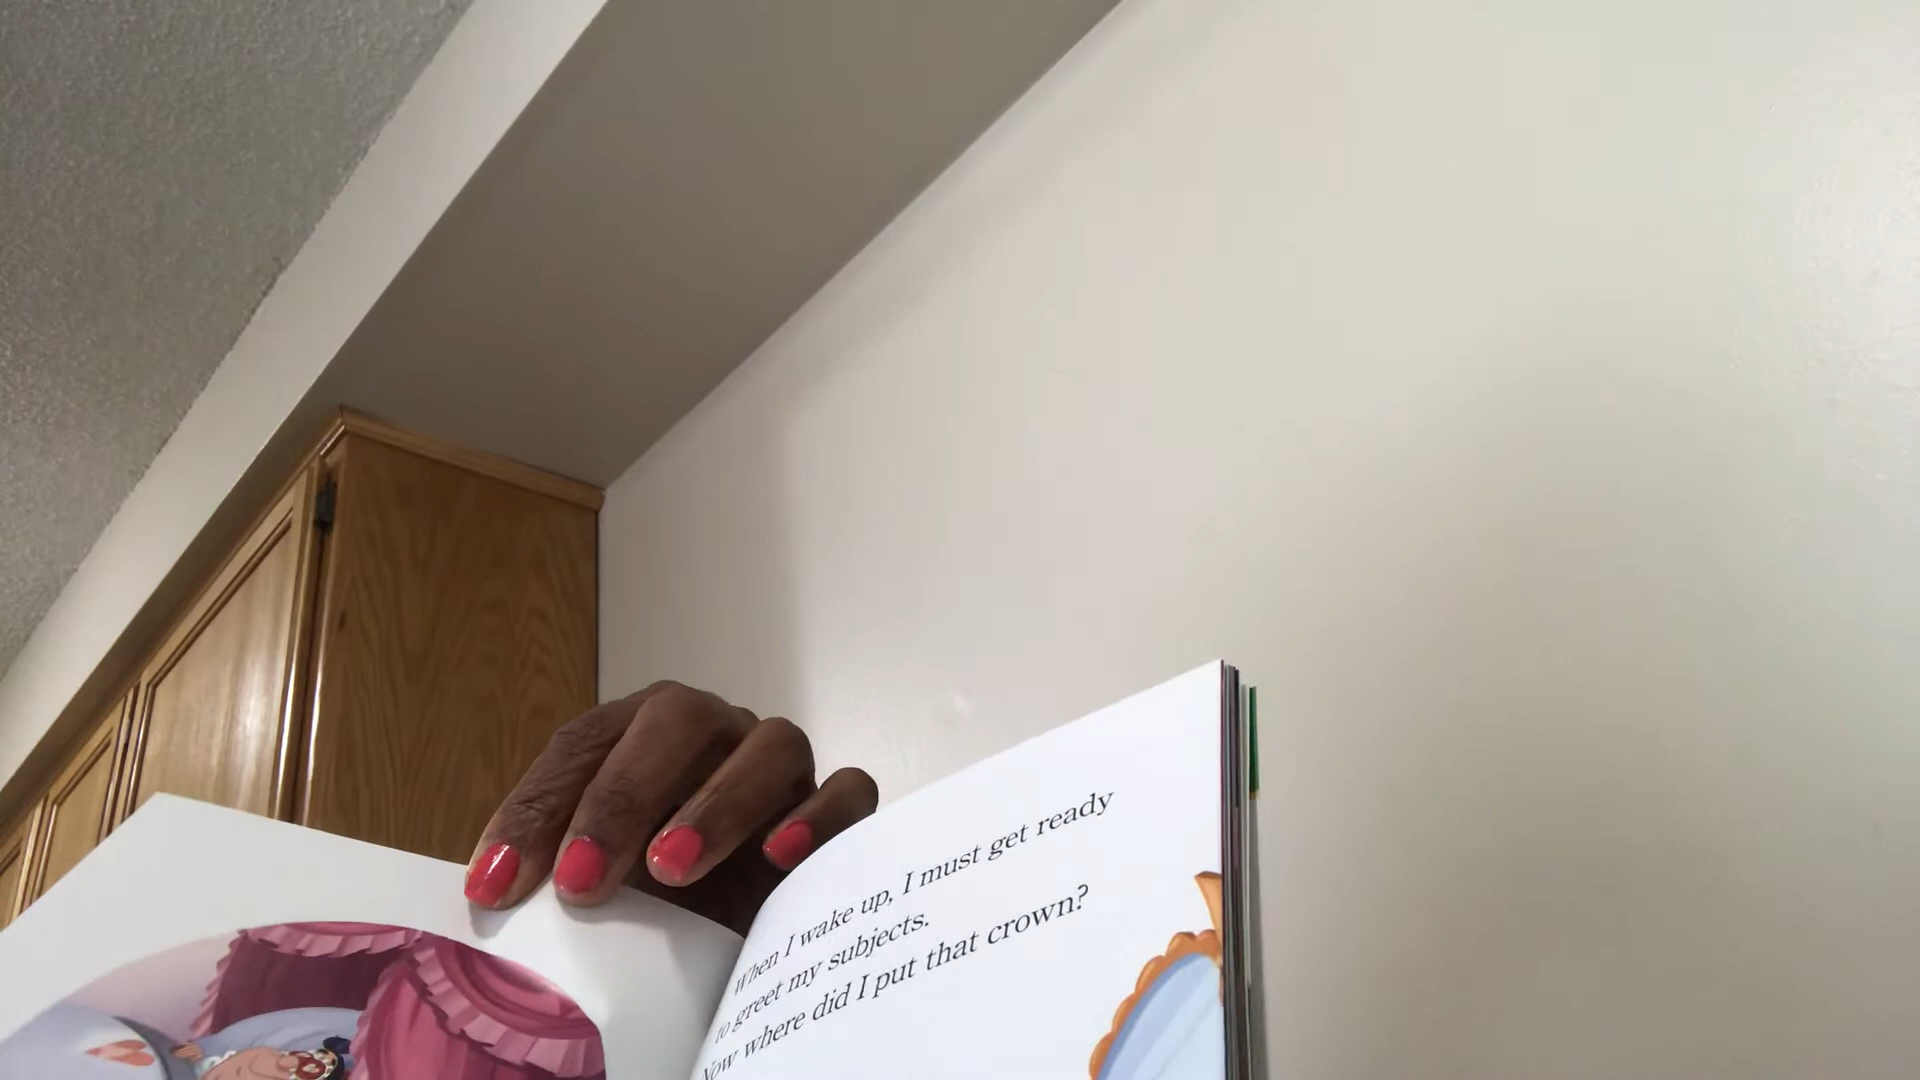 When I wake up, I must get ready
to greet my subjects.
Now where did I put that crown?